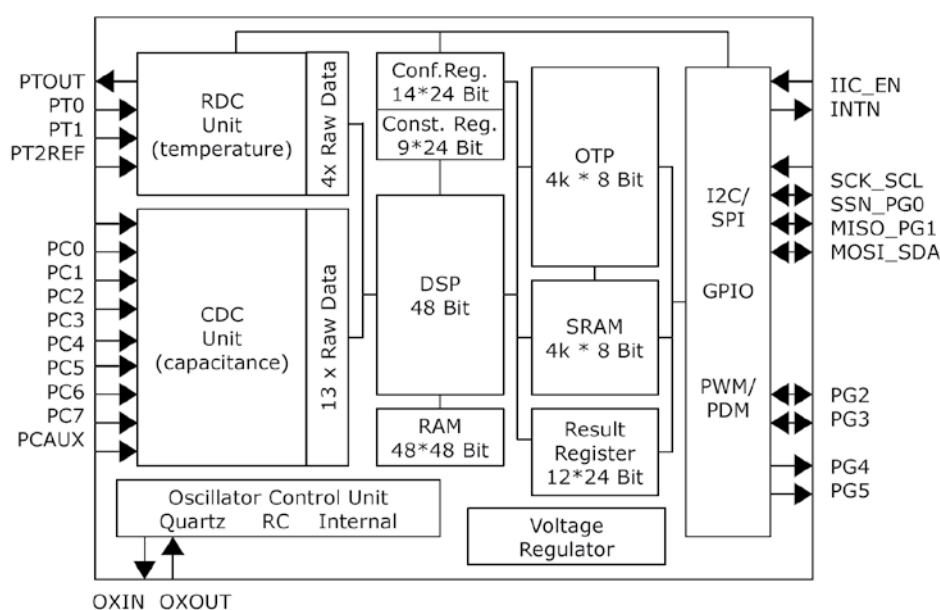 PTOUT
PT0
PT1
PT2REF
RDC
Unit
(temperature)
4x Raw Data
PC0
PC1
PC2
PC3
PC4
PC5
PC6
PC7
PCAUX
CDC
Unit
(capacitance)
13 x Raw Data
Conf.Reg.
14*24 Bit
Const. Reg.
9*24 Bit
DSP
48 Bit
RAM
48*48 Bit
OTP
4k * 8 Bit
SRAM
4k * 8 Bit
Result
Register
12*24 Bit
I2C/
SPI
GPIO
PWM/
PDM
IIC_EN
INTN
SCK_SCL
SSN_PG0
MISO_PG1
MOSI_SDA
PG2
PG3
PG4
PG5
Oscillator Control Unit
Quartz RC Internal
Voltage
Regulator
OXIN OXOUT